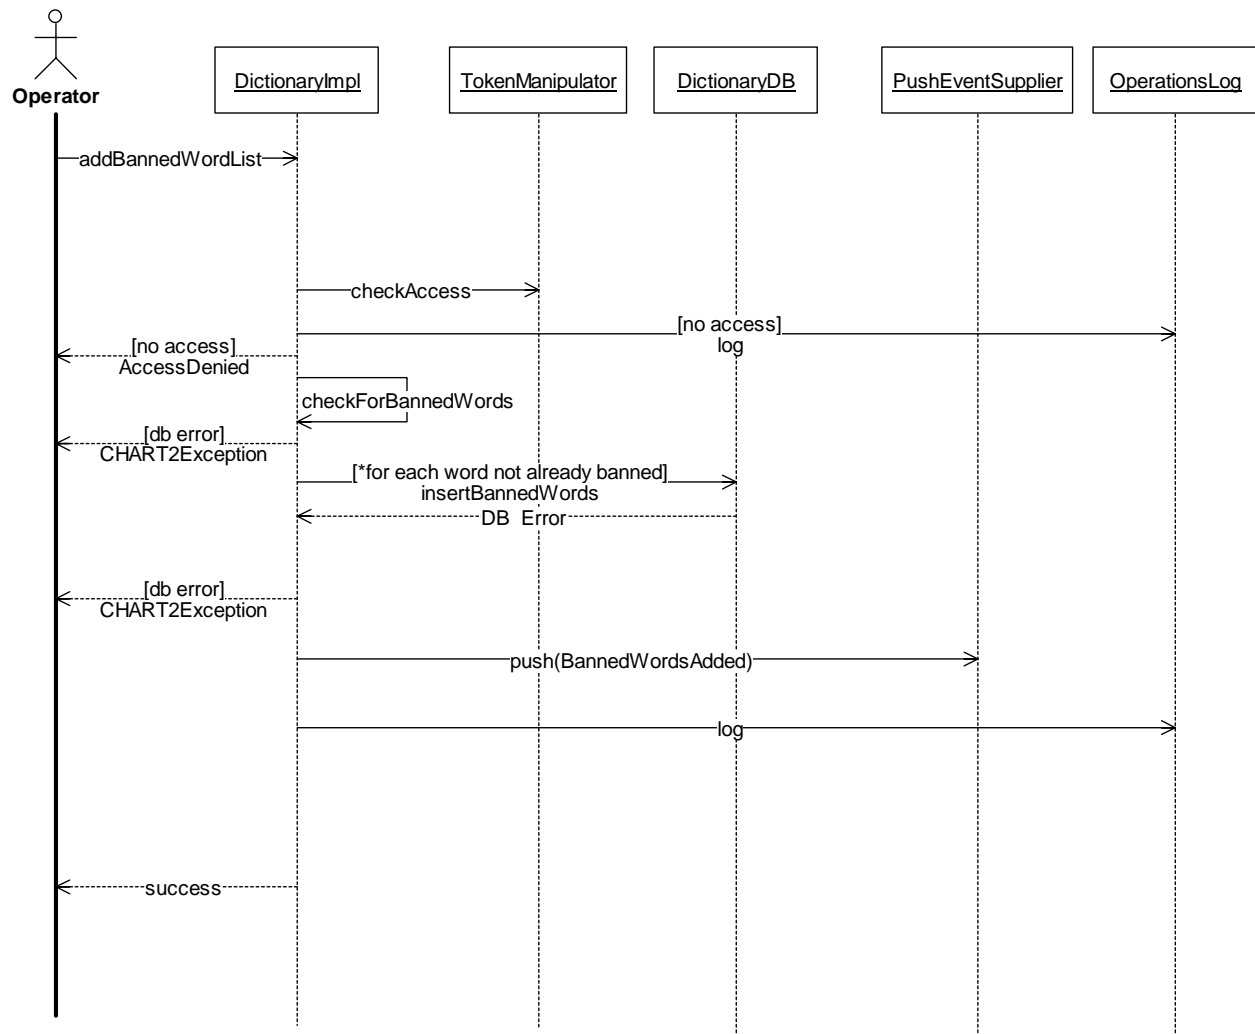 Operator
DictionaryImpl
TokenManipulator
DictionaryDB
PushEventSupplier
OperationsLog
addBannedWordList
checkAccess
[no access]
log
[no access]
AccessDenied
checkForBannedWords
[db error]
CHART2Exception
[*for each word not already banned]
insertBannedWords
DB Error
[db error]
CHART2Exception
push(BannedWordsAdded)
log
success